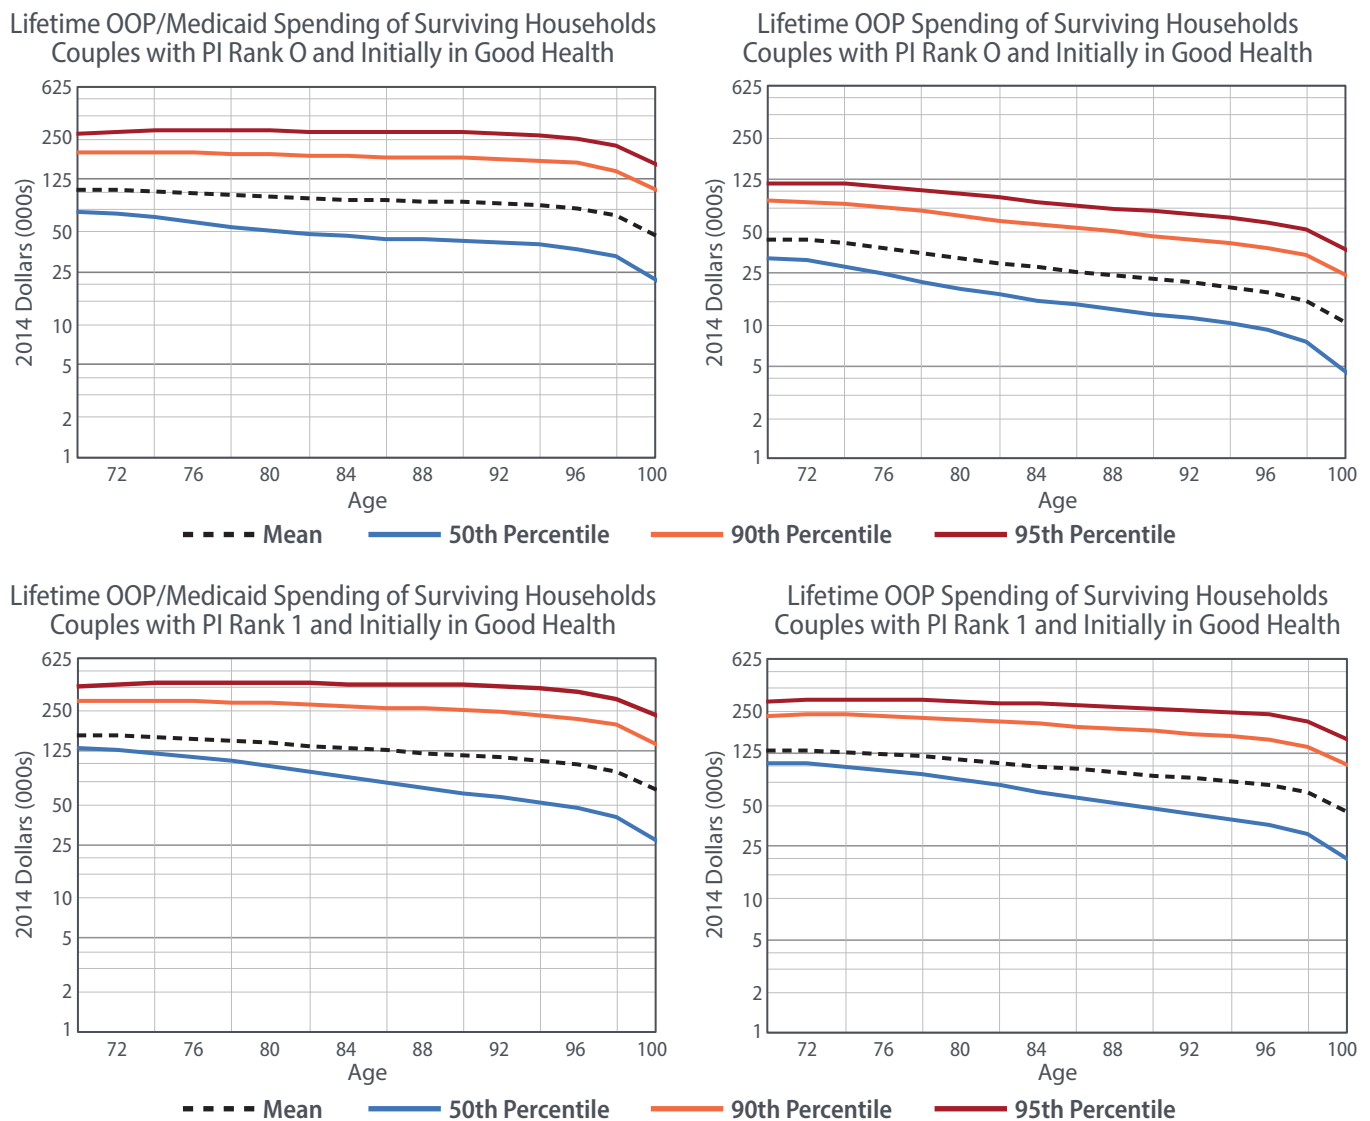 Lifetime OOP/Medicaid Spending of Surviving Households
Couples with PI Rank O and Initially in Good Health
2014 Dollars (000s)
625
250
125
50
25
10
5
2
1
72 76 80 84 88 92 96 100
Age
Lifetime OOP Spending of Surviving Households
Couples with PI Rank O and Initially in Good Health
2014 Dollars (000s)
625
250
125
50
25
10
5
2
1
72 76 80 84 88 92 96 100
Age
Mean 50th Percentile 90th Percentile 95th Percentile
Lifetime OOP/Medicaid Spending of Surviving Households
Couples with PI Rank 1 and Initially in Good Health
2014 Dollars (000s)
625
250
125
50
25
10
5
2
1
72 76 80 84 88 92 96 100
Age
Lifetime OOP Spending of Surviving Households
Couples with PI Rank 1 and Initially in Good Health
2014 Dollars (000s)
625
250
125
50
25
10
5
2
1
72 76 80 84 88 92 96 100
Age
Mean 50th Percentile 90th Percentile 95th Percentile